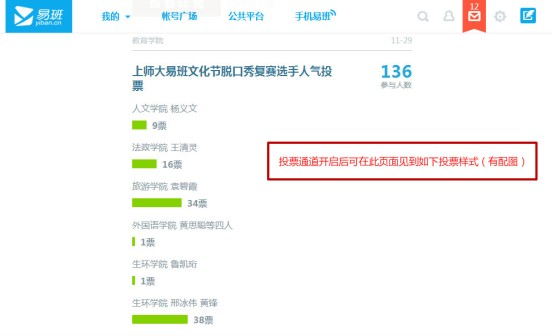 易班
yiban.cn
我的
帐号广场
公共平台
手机易班
12
教育学院
11-29
上师大易班文化节脱口秀复赛选手人气投
票
136
参与人数
人文学院 杨义文
9票
法政学院 王清灵
16票
投票通道开启后可在此页面见到如下投票样式（有配图）
旅游学院 袁碧霞
34票
外国语学院 黄思聪等四人
1票
生环学院 鲁凯珩
1票
生环学院 邢冰伟 黄锋
38票